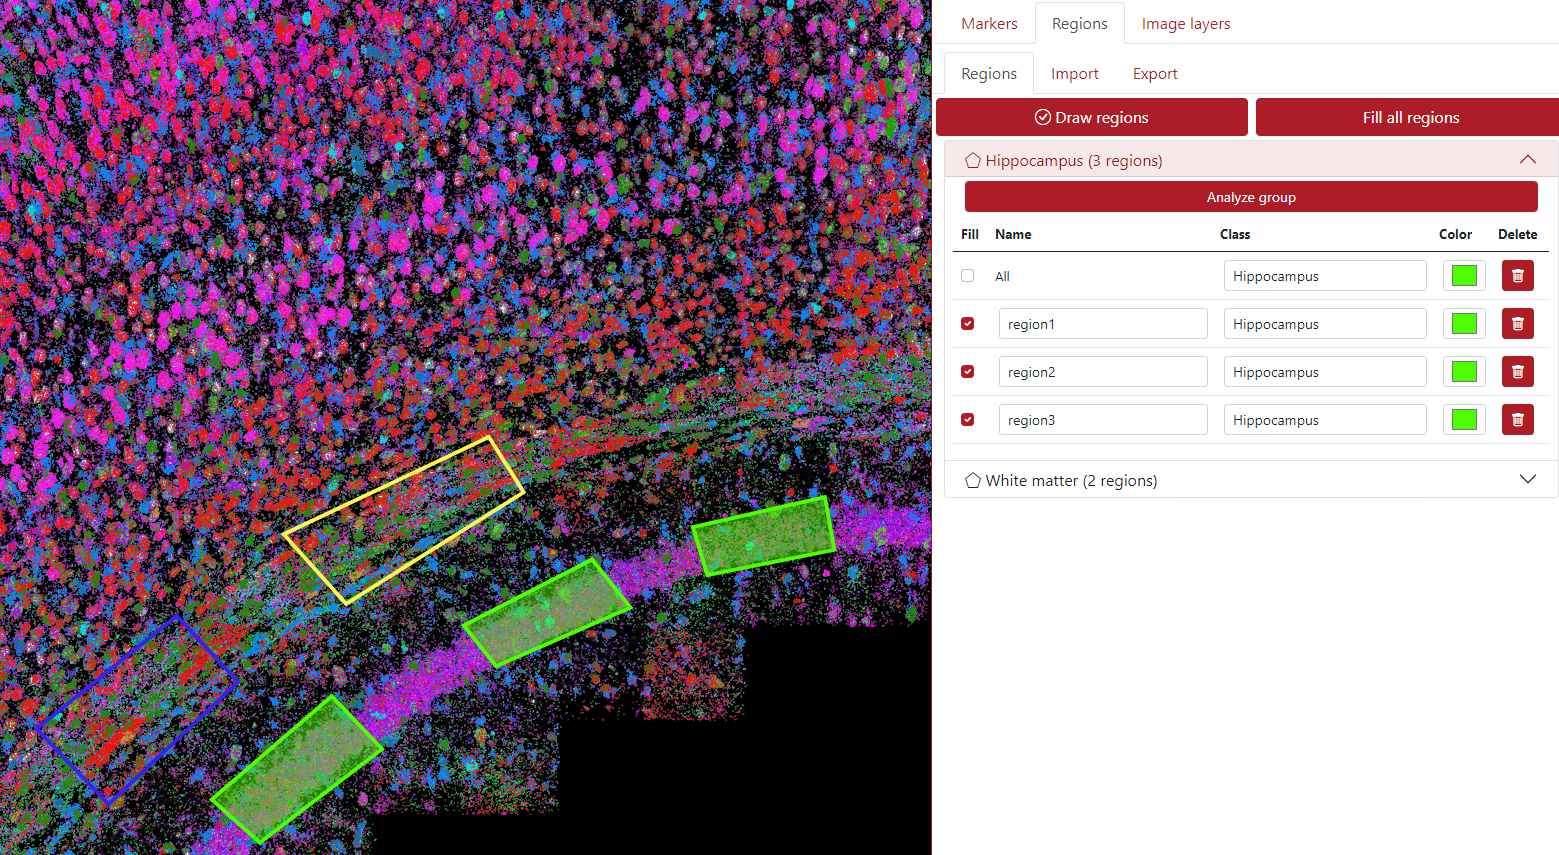 Markers Regions Image layers
Regions Import Export
Draw regions Fill all regions
Hippocampus (3 regions)
Analyze group
Fill Name Class Color Delete
All Hippocampus
region1 Hippocampus
region2 Hippocampus
region3 Hippocampus
White matter (2 regions)